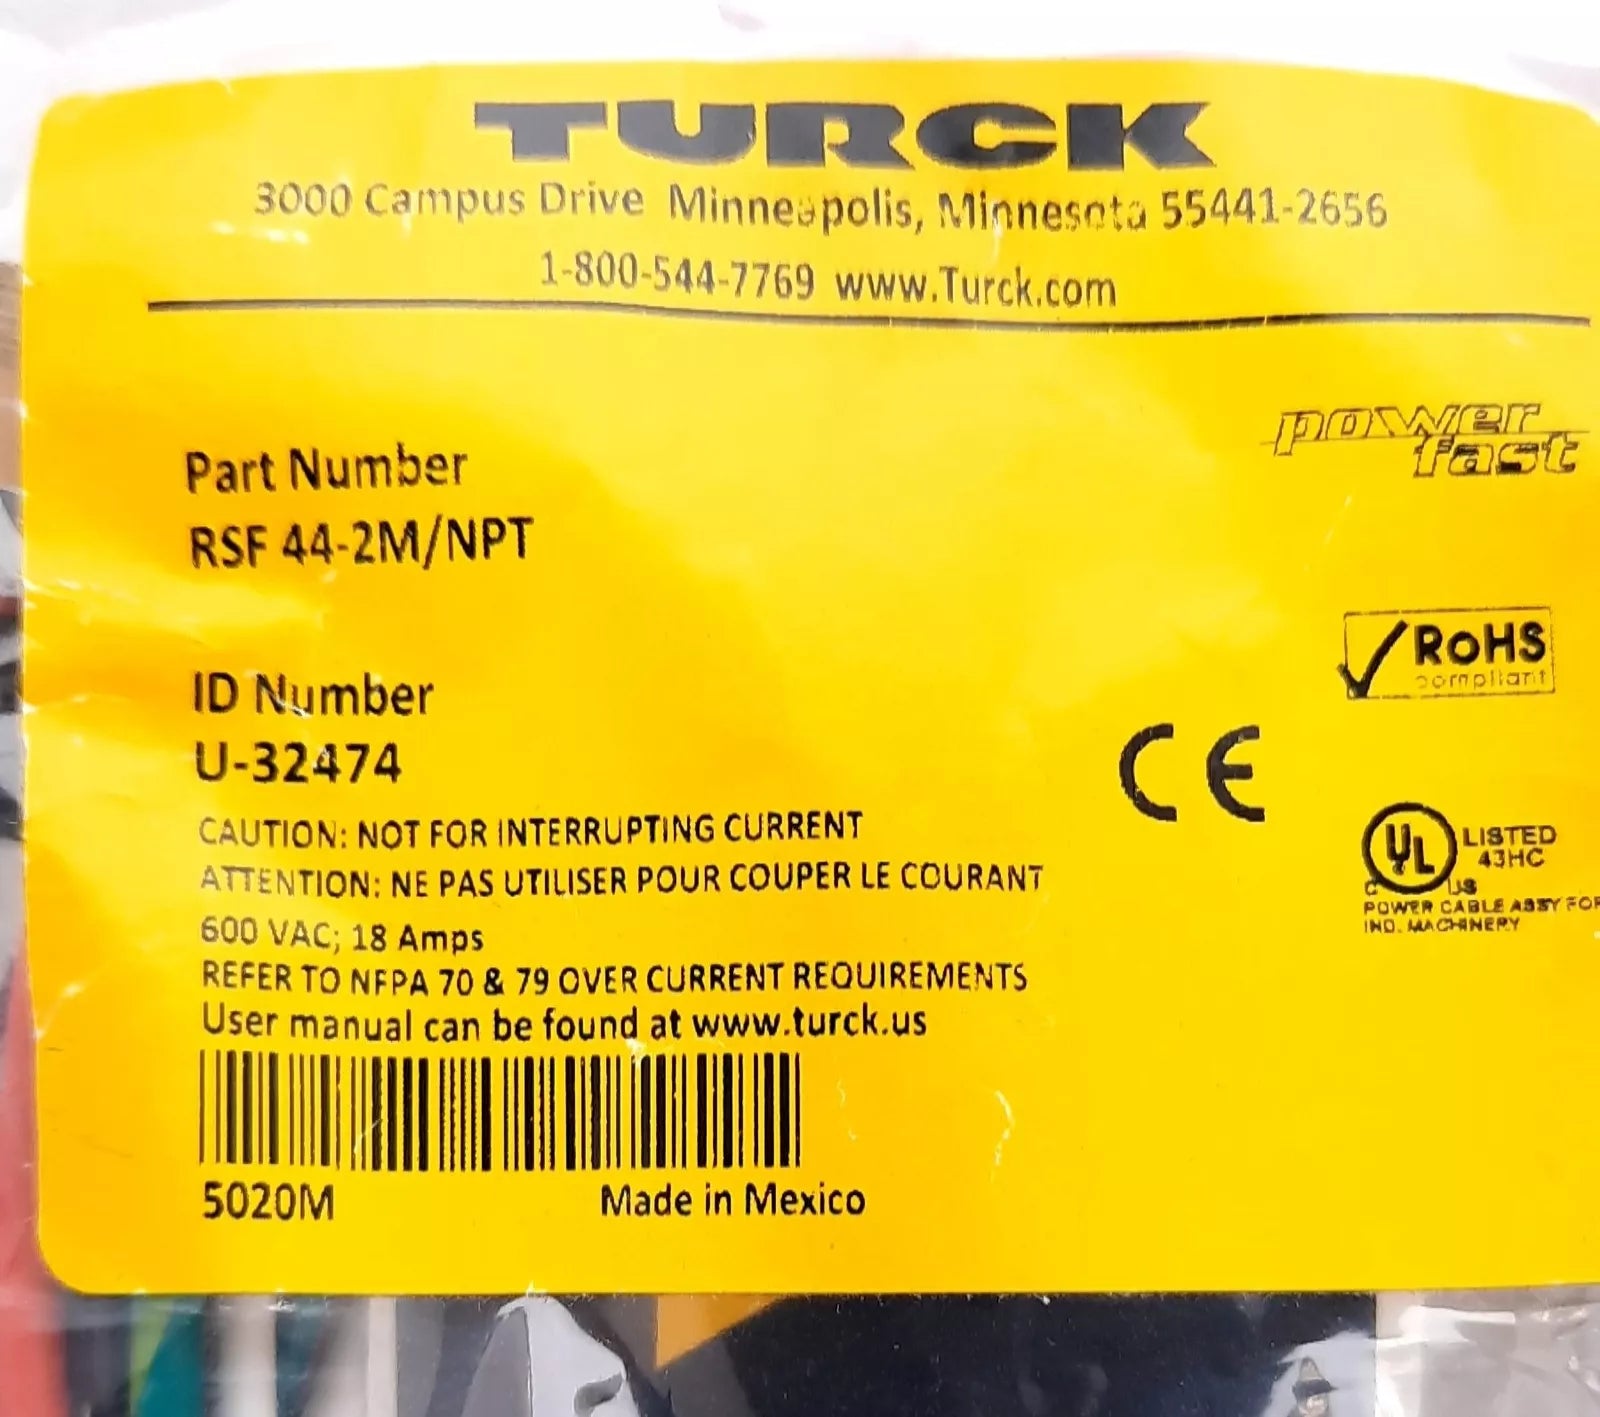 TURCK
3000 Campus Drive Minneapolis, Minnesota 55441-2656
1-800-544-7769 www.Turck.com
power
fast
Part Number
RSF 44-2M/NPT
RoHS
compliant
ID Number
U-32474
CE
CAUTION: NOT FOR INTERRUPTING CURRENT
ATTENTION: NE PAS UTILISER POUR COUPER LE COURANT
600 VAC; 18 Amps
REFER TO NFPA 70 & 79 OVER CURRENT REQUIREMENTS
User manual can be found at www.turck.us
UL LISTED
43HC
C US
POWER CABLE ASSY FOR
IND. MACHINERY
5020M Made in Mexico